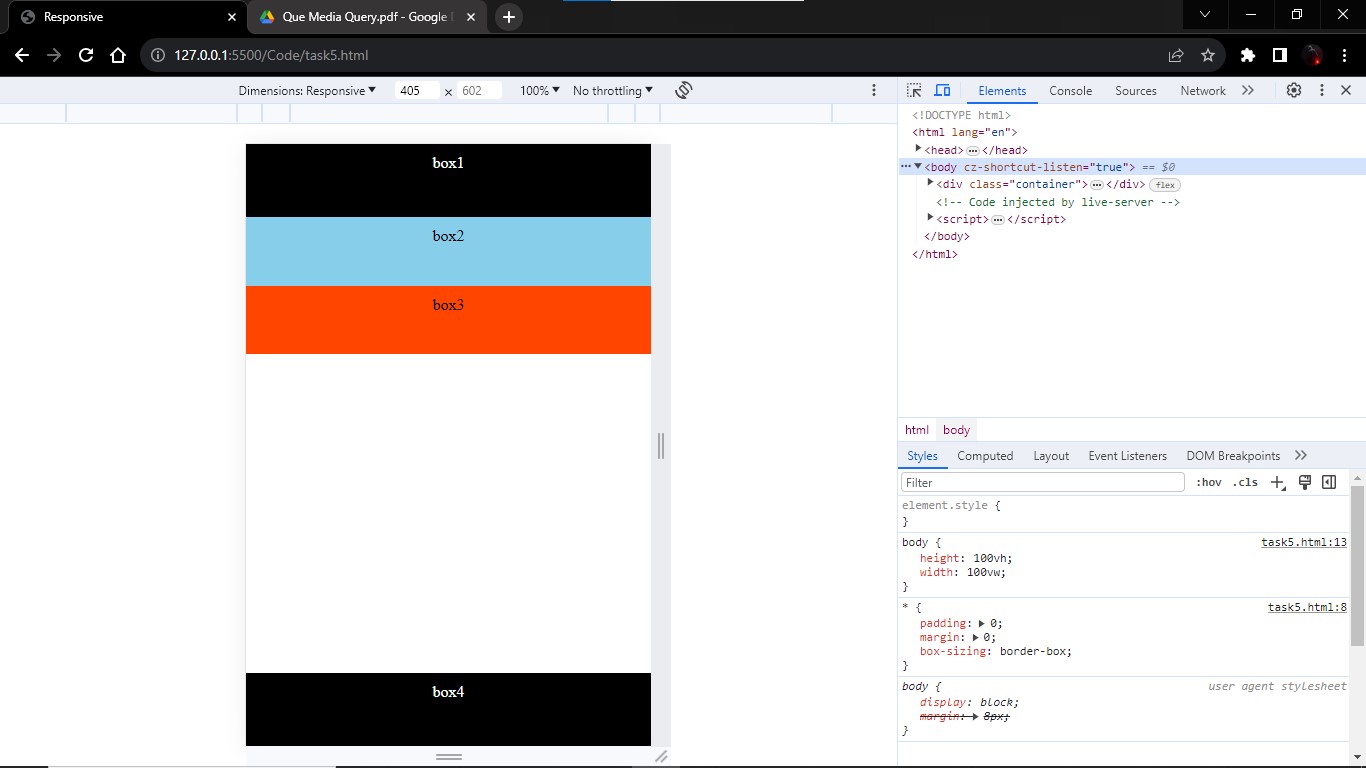 Responsive
Que Media Query.pdf - Google
127.0.0.1:5500/Code/task5.html
Dimensions: Responsive 405 x 602 100% No throttling
Elements Console Sources Network
box1
box2
box3
box4
<!DOCTYPE html>
<html lang="en">
<head> ⋯ </head>
<body cz-shortcut-listen="true"> == $0
<div class="container"> ⋯ </div> flex
<!-- Code injected by live-server -->
<script> ⋯ </script>
</body>
</html>
html body
Styles Computed Layout Event Listeners DOM Breakpoints
Filter :hov .cls
element.style {
}
body { task5.html:13
height: 100vh;
width: 100vw;
}
* { task5.html:8
padding: 0;
margin: 0;
box-sizing: border-box;
}
body { user agent stylesheet
display: block;
margin: 8px;
}